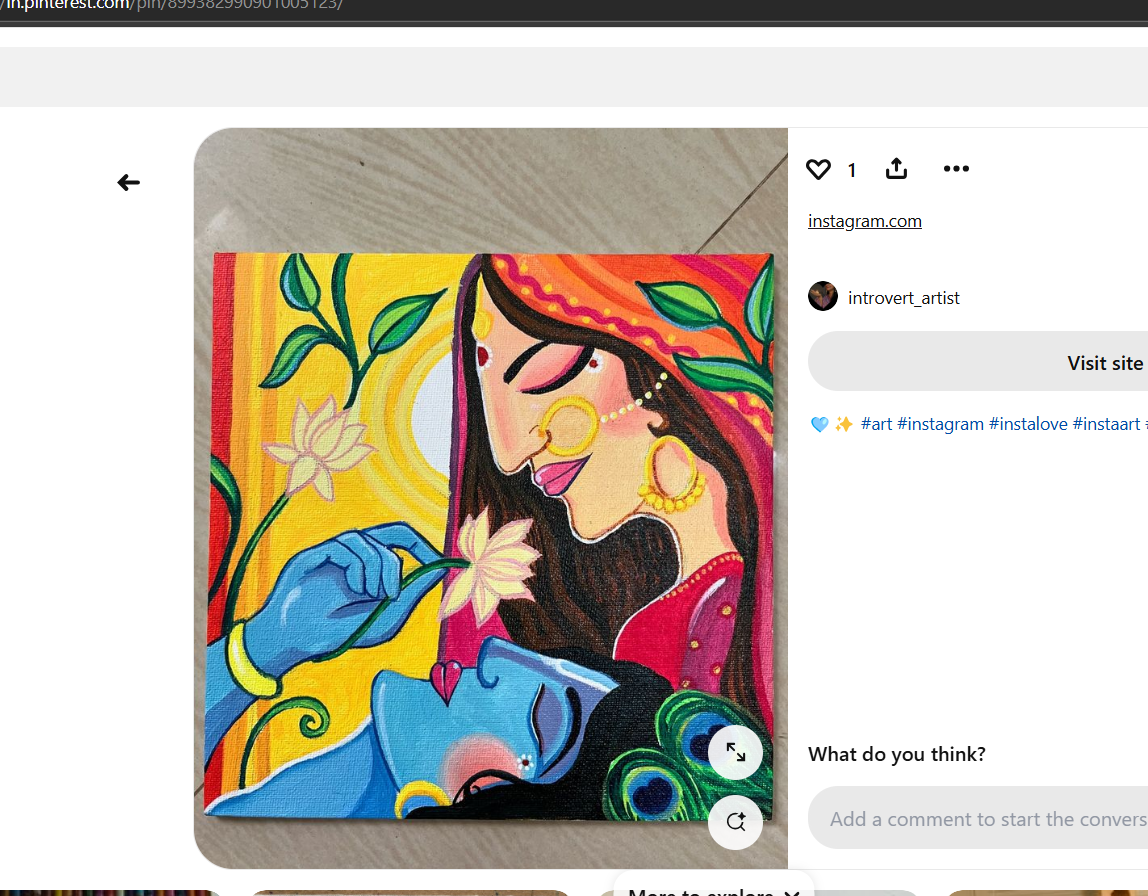 /in.pinterest.com/pin/899382990901005123/
1
instagram.com
introvert_artist
Visit site
🩵 ✨ #art #instagram #instalove #instaart
What do you think?
Add a comment to start the convers
More to explore